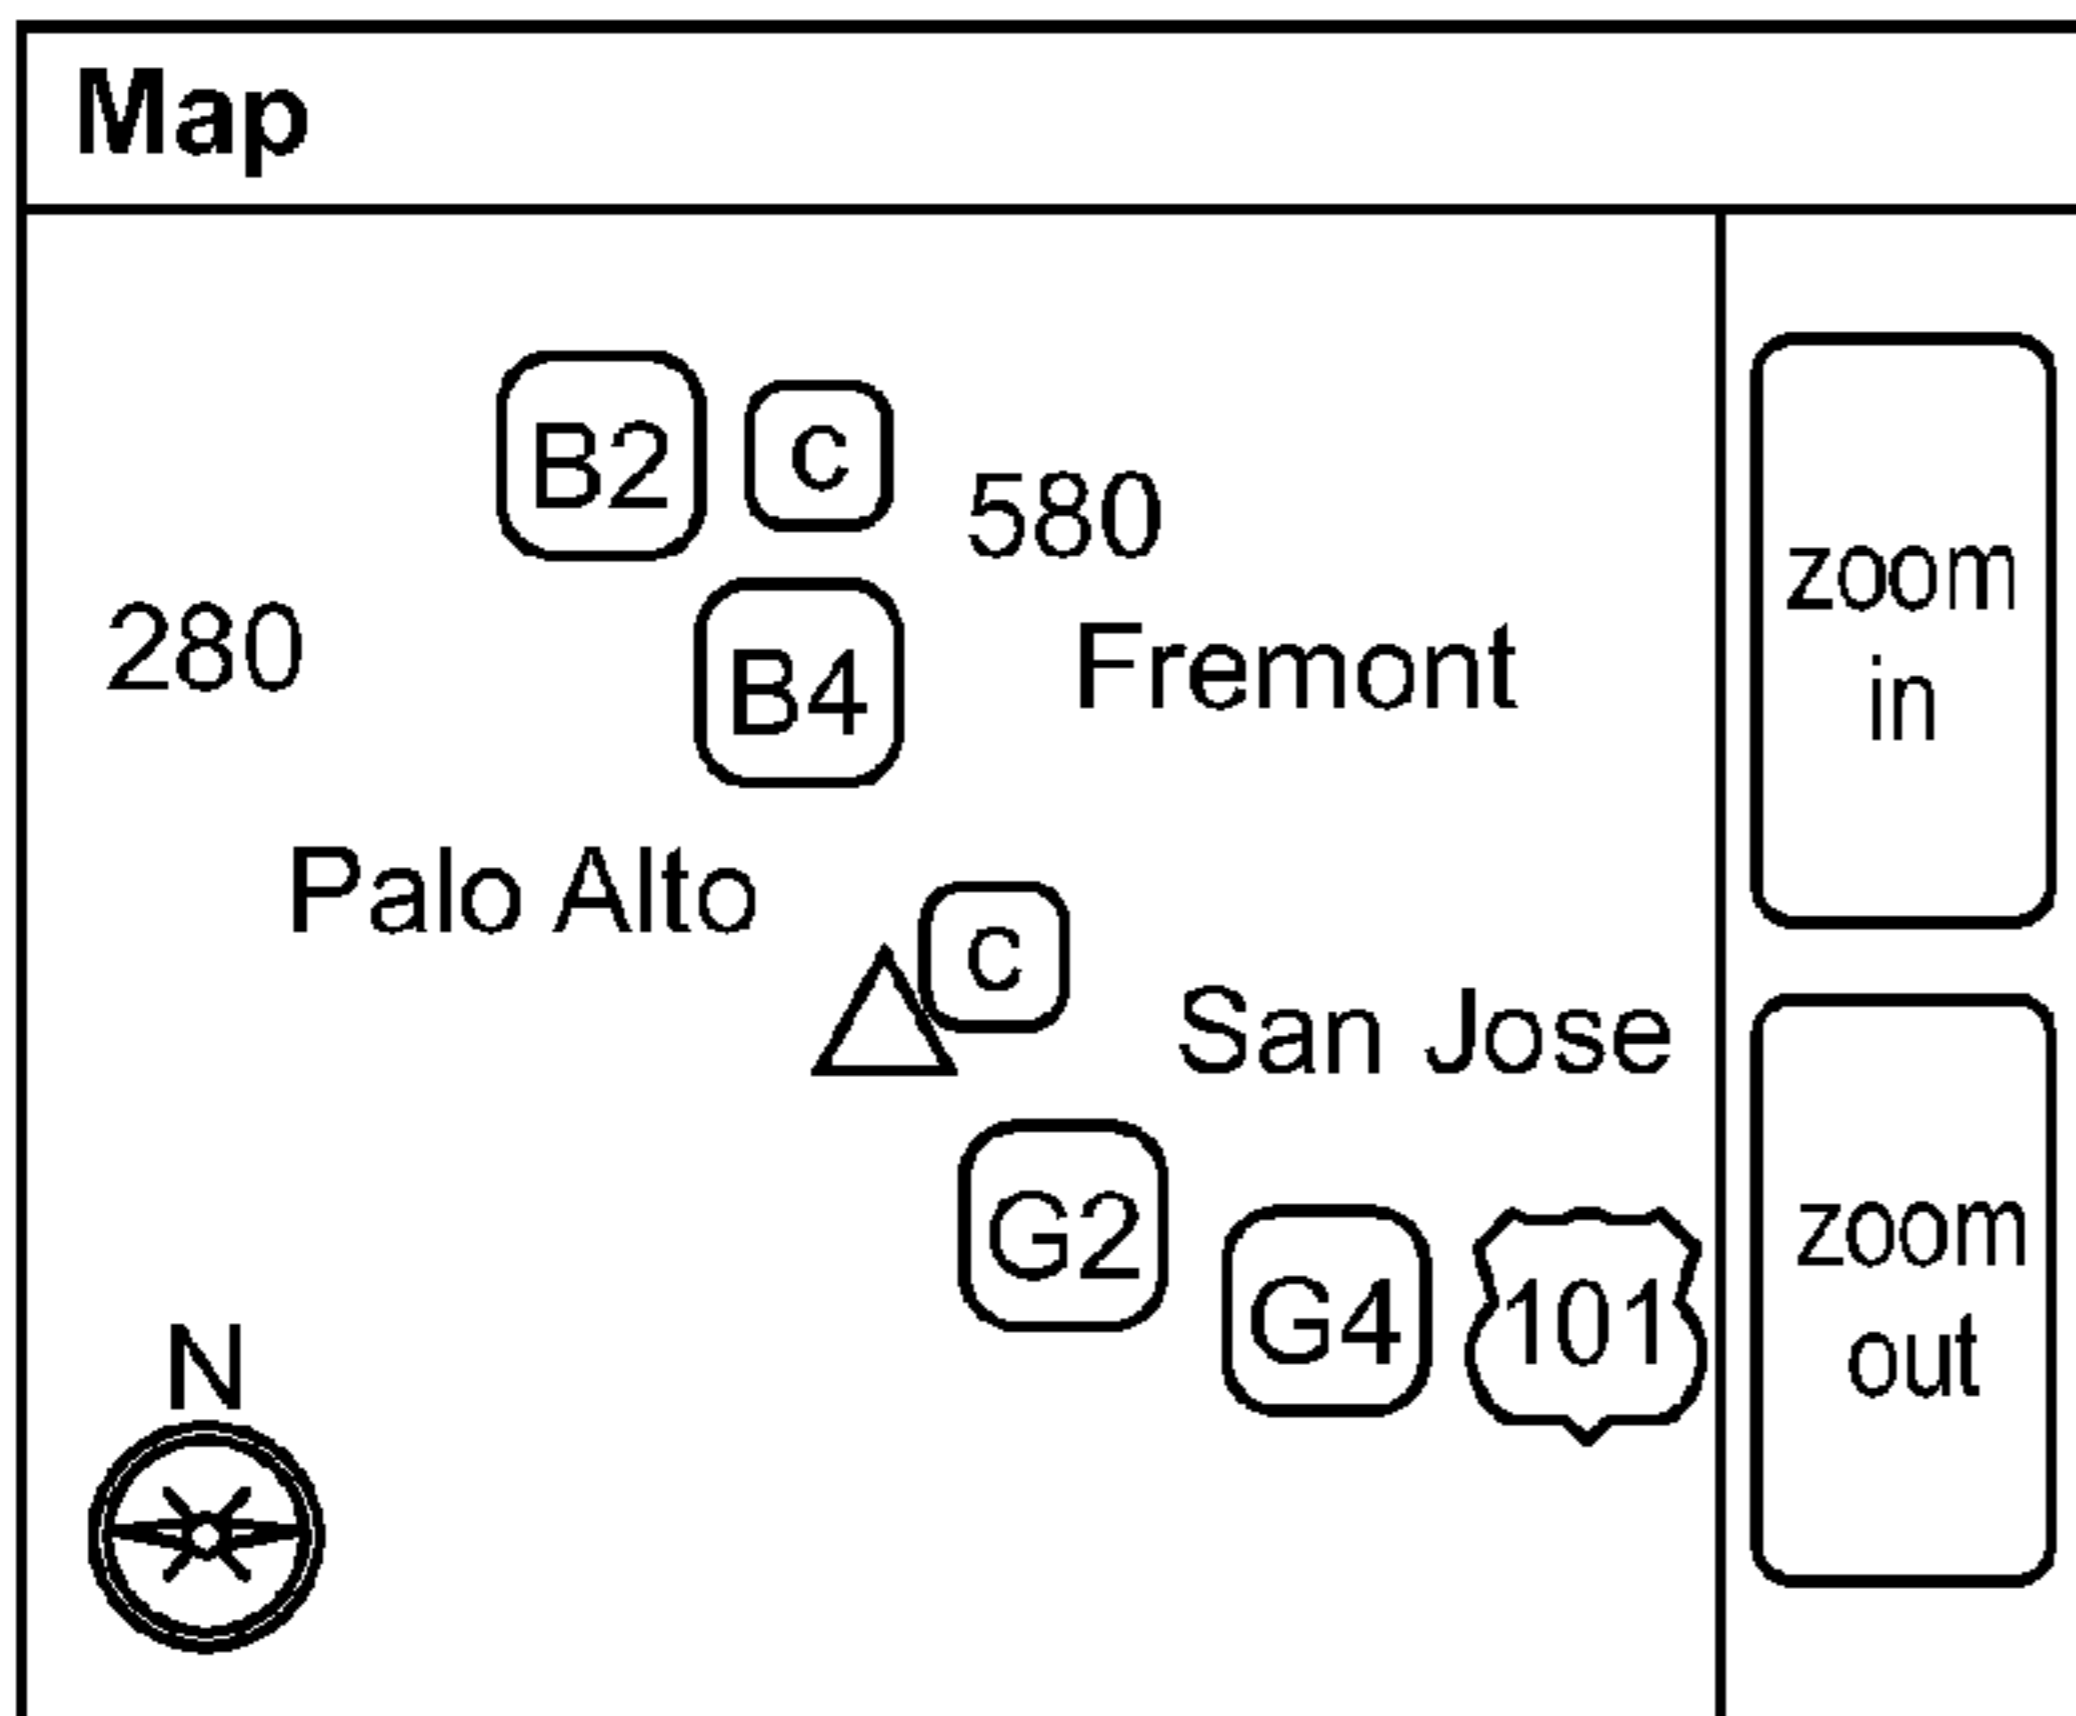 Map
B2
c
580
280
B4
Fremont
Palo Alto
c
San Jose
G2
G4
101
N
zoom
in
zoom
out